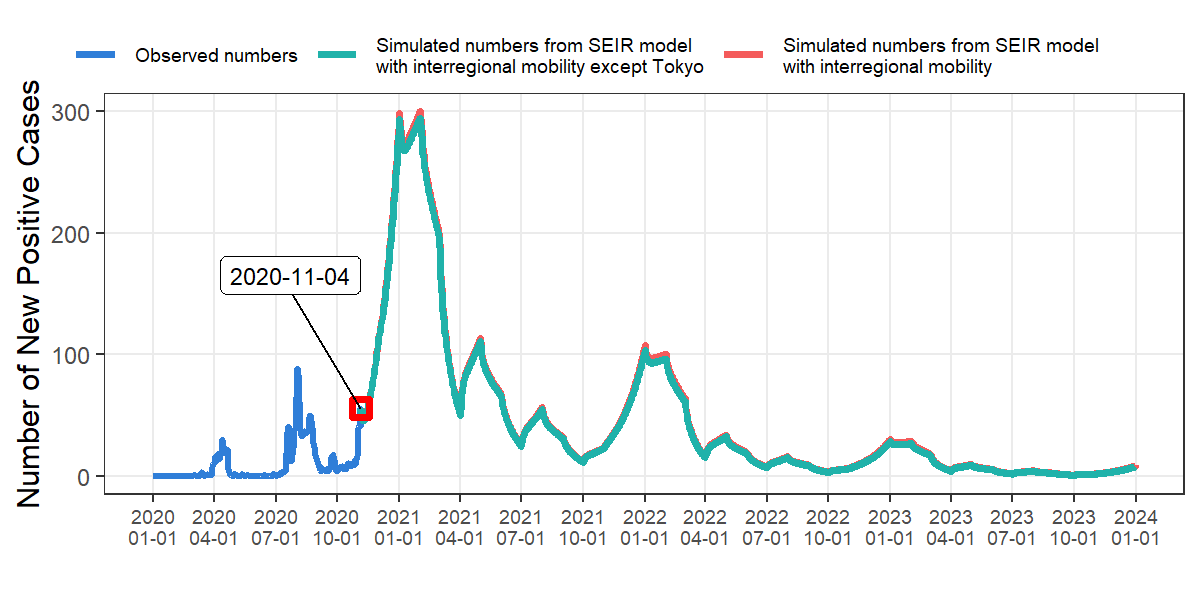 Observed numbers
Simulated numbers from SEIR model
with interregional mobility except Tokyo
Simulated numbers from SEIR model
with interregional mobility
Number of New Positive Cases
300
200
100
0
2020-11-04
2020 2020 2020 2020 2021 2021 2021 2021 2022 2022 2022 2022 2023 2023 2023 2023 2024
01-01 04-01 07-01 10-01 01-01 04-01 07-01 10-01 01-01 04-01 07-01 10-01 01-01 04-01 07-01 10-01 01-01